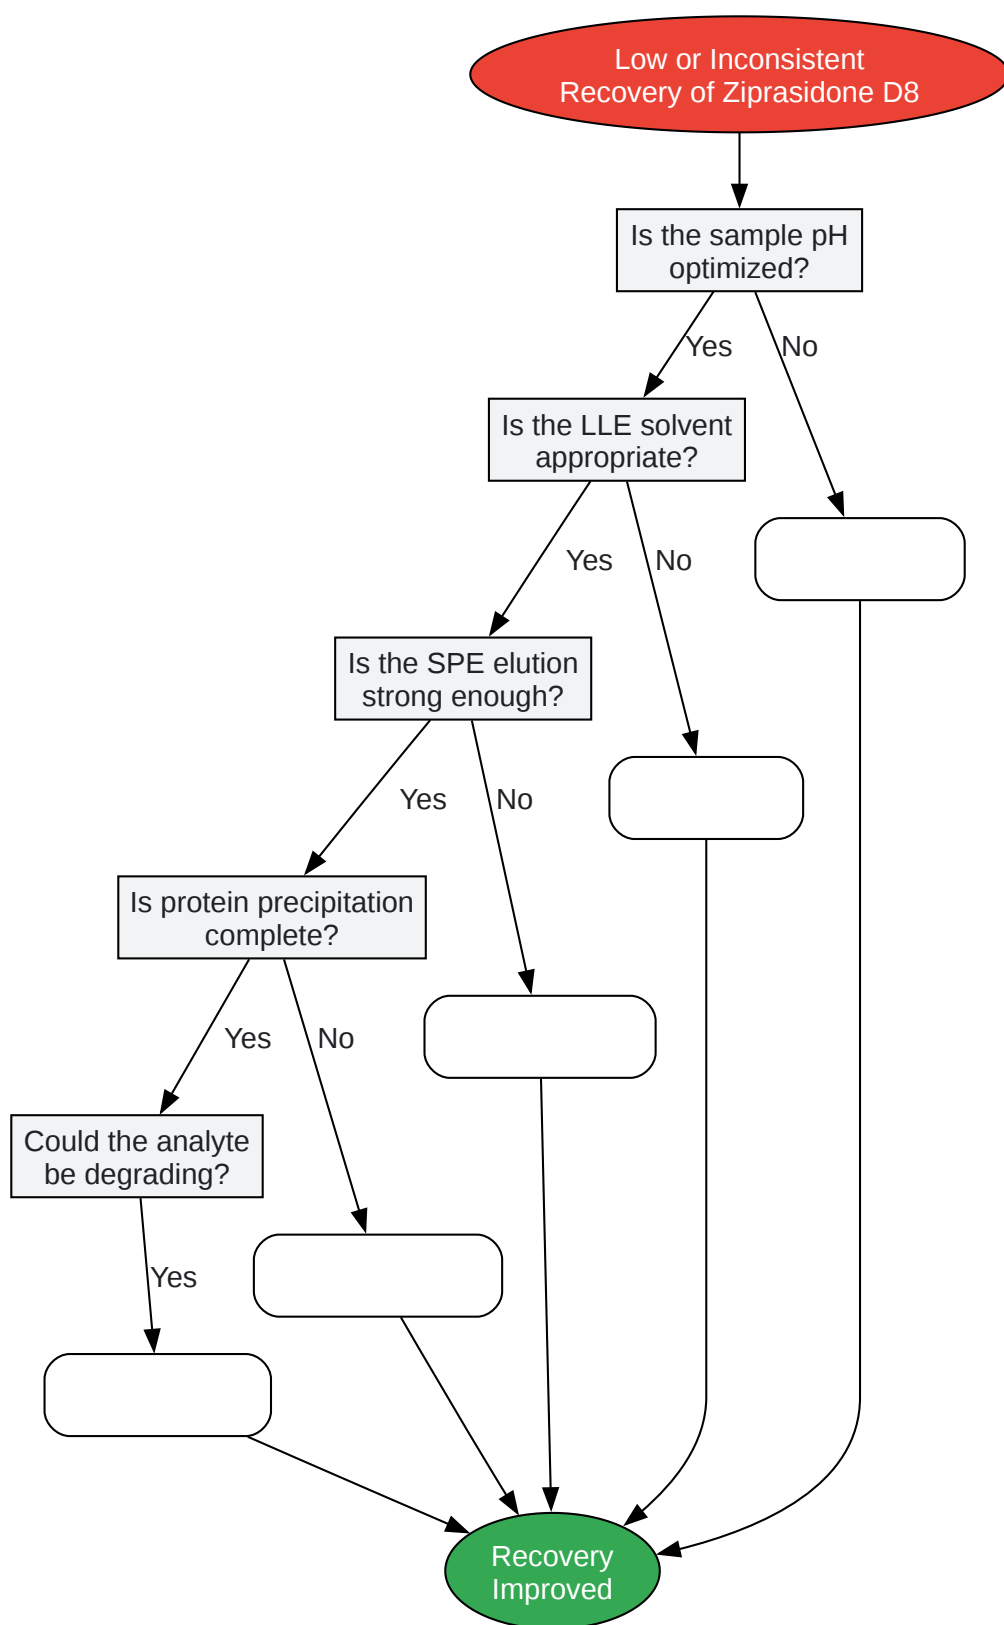 Low or Inconsistent
Recovery of Ziprasidone D8
Is the sample pH
optimized?
Yes
No
Is the LLE solvent
appropriate?
Yes
No
Is the SPE elution
strong enough?
Yes
No
Is protein precipitation
complete?
Yes
No
Could the analyte
be degrading?
Yes
Recovery
Improved